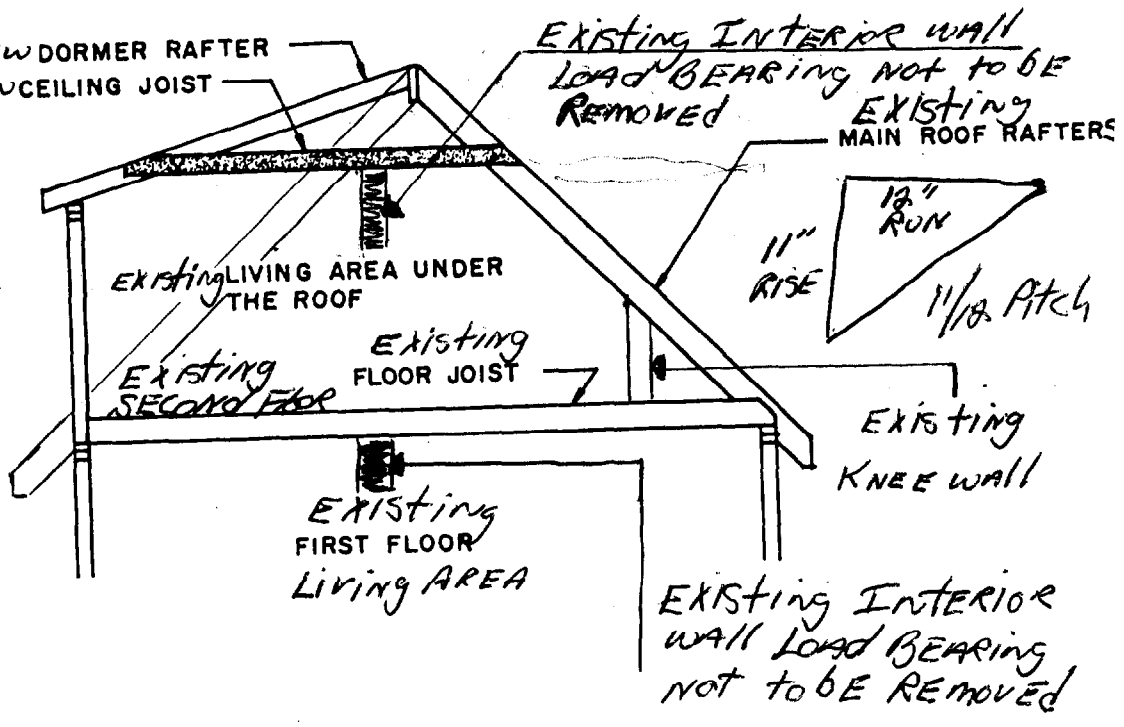 W DORMER RAFTER
CEILING JOIST
Existing INTERIOR WALL
LOAD BEARING NOT to bE
REMOVEd
EXISTING
MAIN ROOF RAFTERS
12"
RUN
11"
RISE
11/12 Pitch
Existing LIVING AREA UNDER
THE ROOF
Existing
SECOND FlOOR
Existing
FLOOR JOIST
Existing
KNEE WAll
Existing
FIRST FLOOR
Living AREA
EXISting INTERIOR
WAll LOAD BEARING
NOT to bE REMOVEd